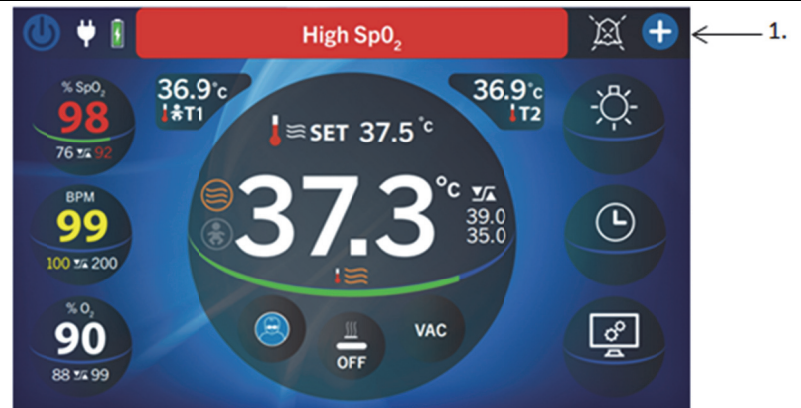 High Sp0₂
1.
% SpO₂
98
76 92
36.9°c
T1
36.9°c
T2
SET 37.5°c
37.3°c
39.0
35.0
BPM
99
100 200
% O₂
90
88 99
OFF
VAC